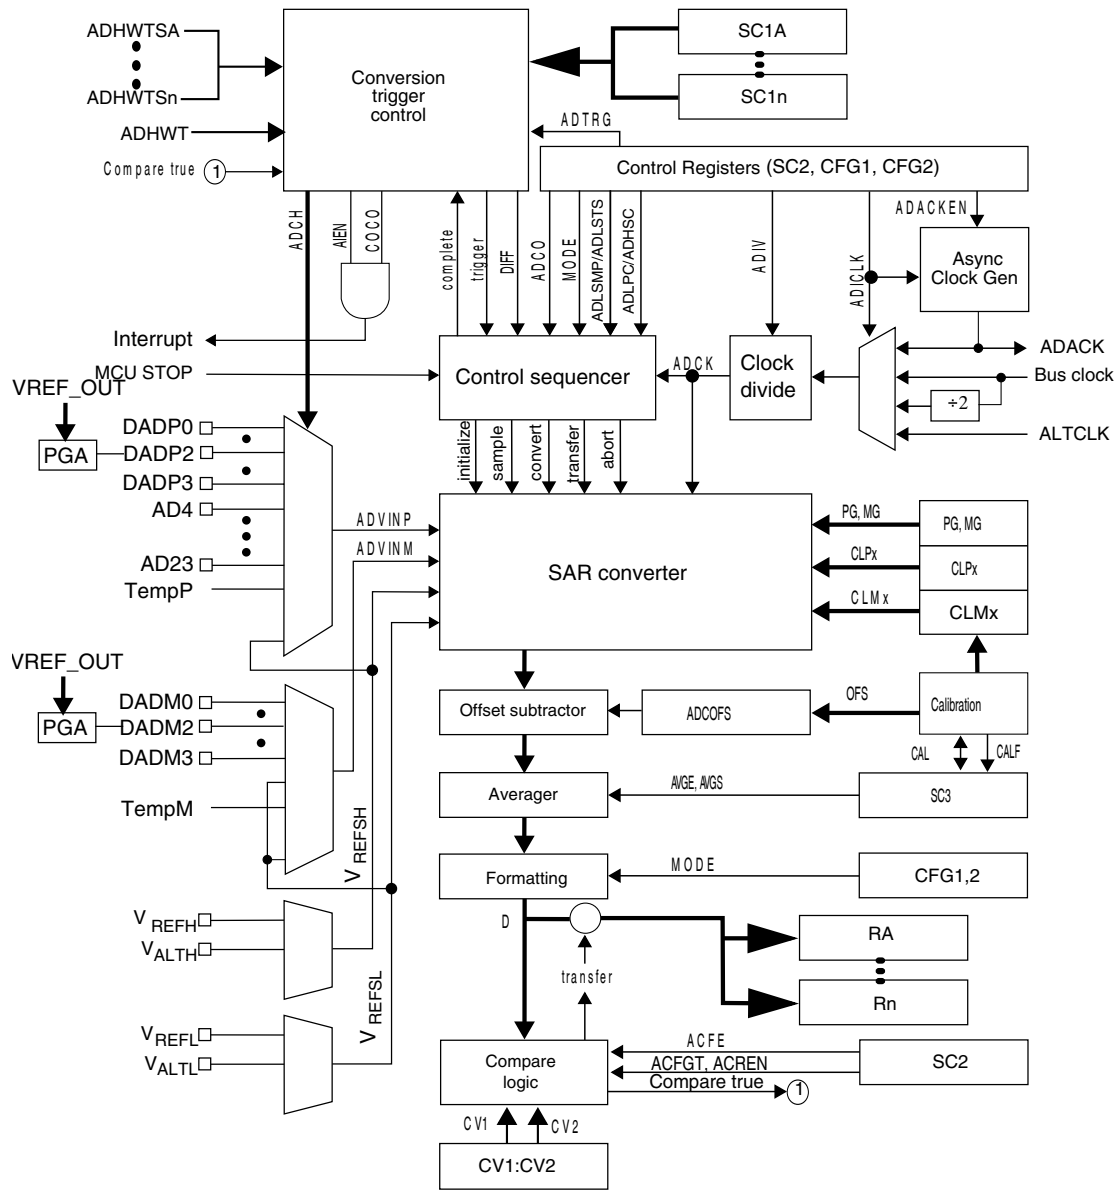 ADHWTSA
SC1A
Conversion
trigger
control
ADHWTSn
SC1n
ADHWT
ADTRG
Compare true 1
Control Registers (SC2, CFG1, CFG2)
ADCH
AIEN
COCO
complete
trigger
DIFF
ADCO
MODE
ADLSMP/ADLSTS
ADLPC/ADHSC
ADIV
ADICLK
ADACKEN
Async
Clock Gen
Interrupt
ADACK
MCU STOP
Control sequencer
ADCK
Clock
divide
Bus clock
÷2
ALTCLK
VREF_OUT
PGA
DADP0
DADP2
DADP3
AD4
AD23
TempP
initialize
sample
convert
transfer
abort
ADVINP
ADVINM
SAR converter
PG, MG
PG, MG
CLPx
CLPx
CLMx
CLMx
VREF_OUT
PGA
DADM0
DADM2
DADM3
TempM
Offset subtractor
ADCOFS
OFS
Calibration
CAL
CALF
Averager
AVGE, AVGS
SC3
VREFSH
Formatting
MODE
CFG1,2
VREFH
VALTH
D
RA
transfer
Rn
VREFSL
VREFL
VALTL
Compare
logic
ACFE
ACFGT, ACREN
Compare true 1
SC2
CV1
CV2
CV1:CV2